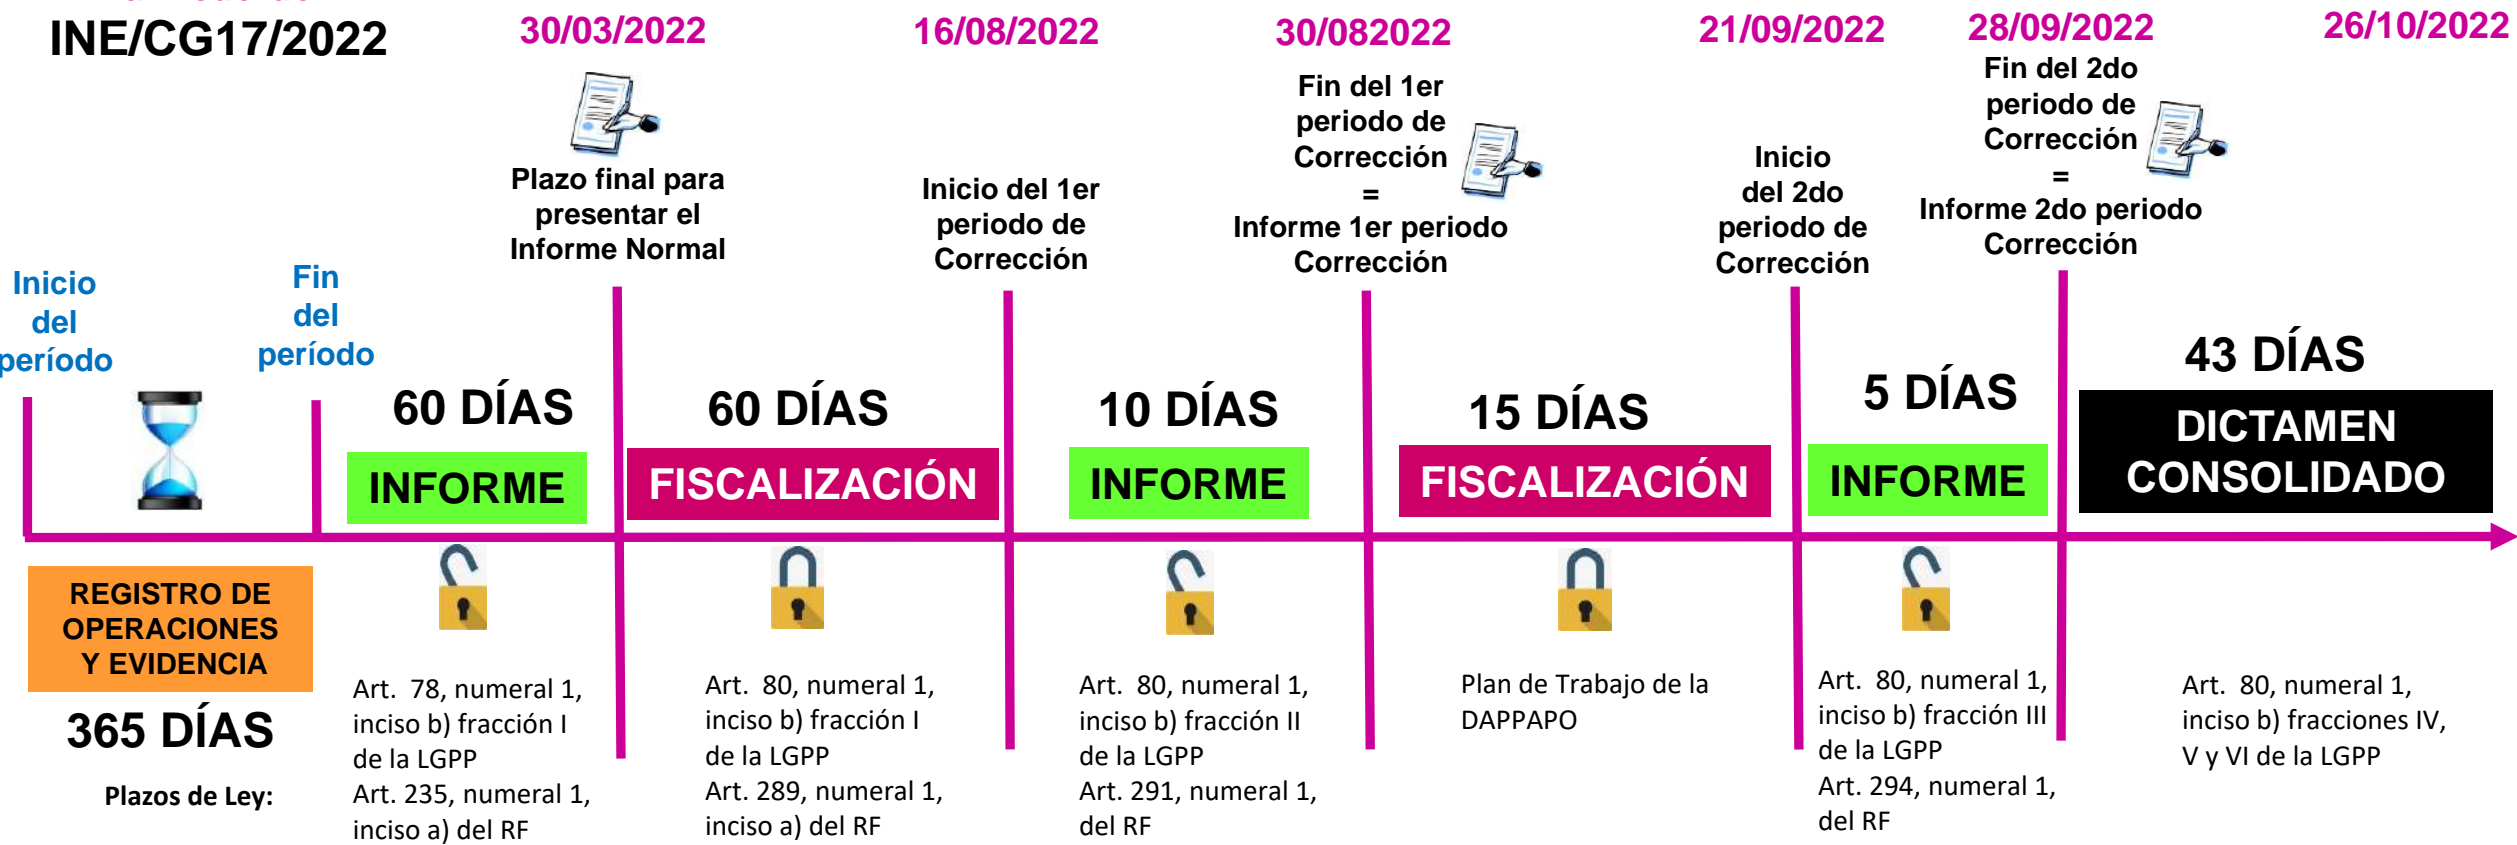 INE/CG17/2022
30/03/2022
16/08/2022
30/082022
21/09/2022
28/09/2022
26/10/2022
Plazo final para
presentar el
Informe Normal
Inicio del 1er
periodo de
Corrección
Fin del 1er
periodo de
Corrección
=
Informe 1er periodo
Corrección
Inicio
del 2do
periodo de
Corrección
Fin del 2do
periodo de
Corrección
=
Informe 2do periodo
Corrección
Inicio
del
período
Fin
del
período
60 DÍAS
INFORME
60 DÍAS
FISCALIZACIÓN
10 DÍAS
INFORME
15 DÍAS
FISCALIZACIÓN
5 DÍAS
INFORME
43 DÍAS
DICTAMEN
CONSOLIDADO
REGISTRO DE
OPERACIONES
Y EVIDENCIA
365 DÍAS
Plazos de Ley:
Art. 78, numeral 1,
inciso b) fracción I
de la LGPP
Art. 235, numeral 1,
inciso a) del RF
Art. 80, numeral 1,
inciso b) fracción I
de la LGPP
Art. 289, numeral 1,
inciso a) del RF
Art. 80, numeral 1,
inciso b) fracción II
de la LGPP
Art. 291, numeral 1,
del RF
Plan de Trabajo de la
DAPPAPO
Art. 80, numeral 1,
inciso b) fracción III
de la LGPP
Art. 294, numeral 1,
del RF
Art. 80, numeral 1,
inciso b) fracciones IV,
V y VI de la LGPP